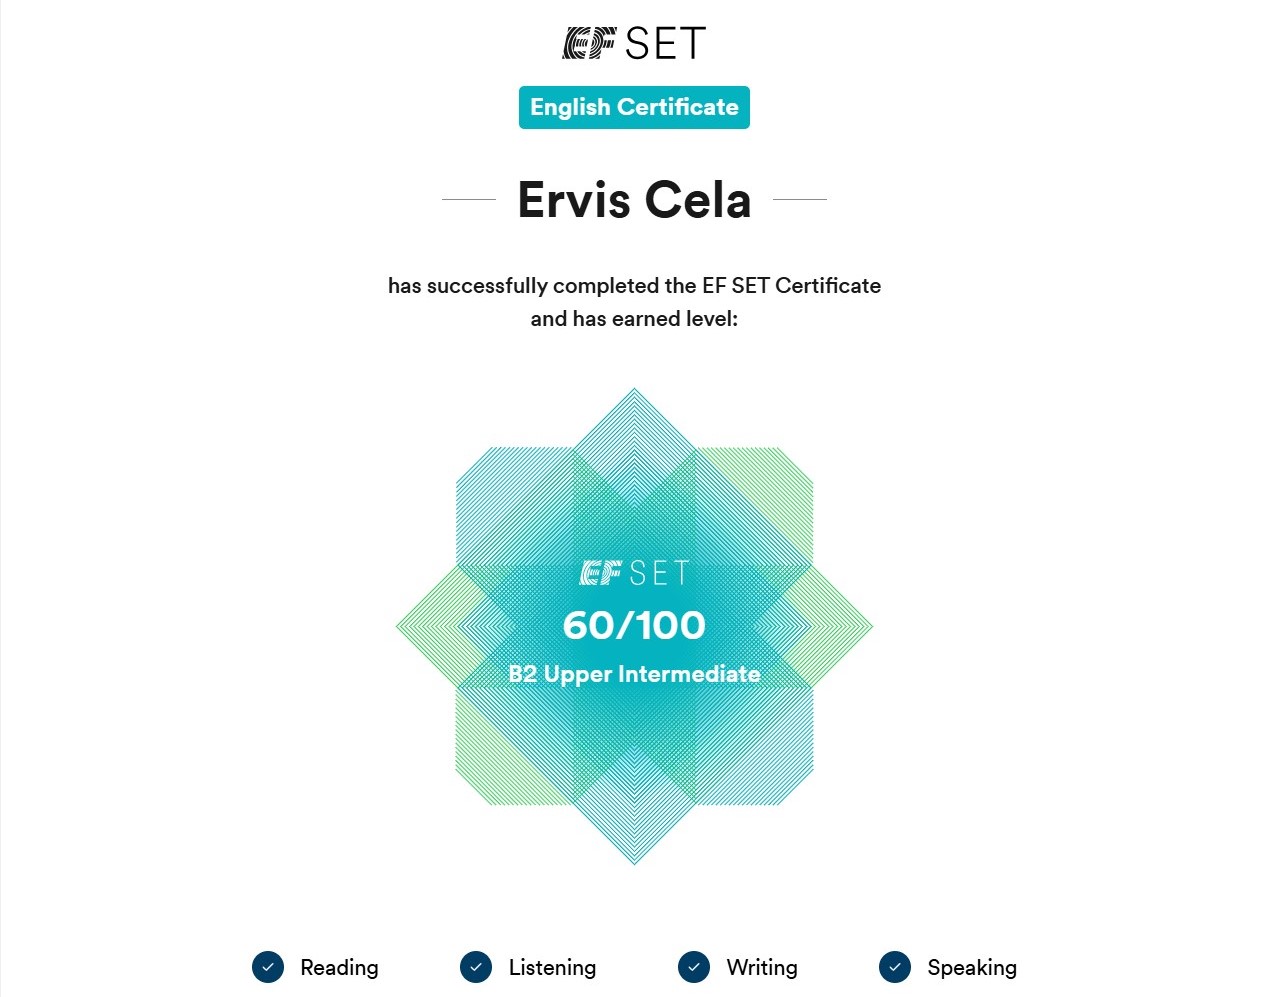 EF SET
English Certificate
Ervis Cela
has successfully completed the EF SET Certificate
and has earned level:
EF SET
60/100
B2 Upper Intermediate
Reading Listening Writing Speaking